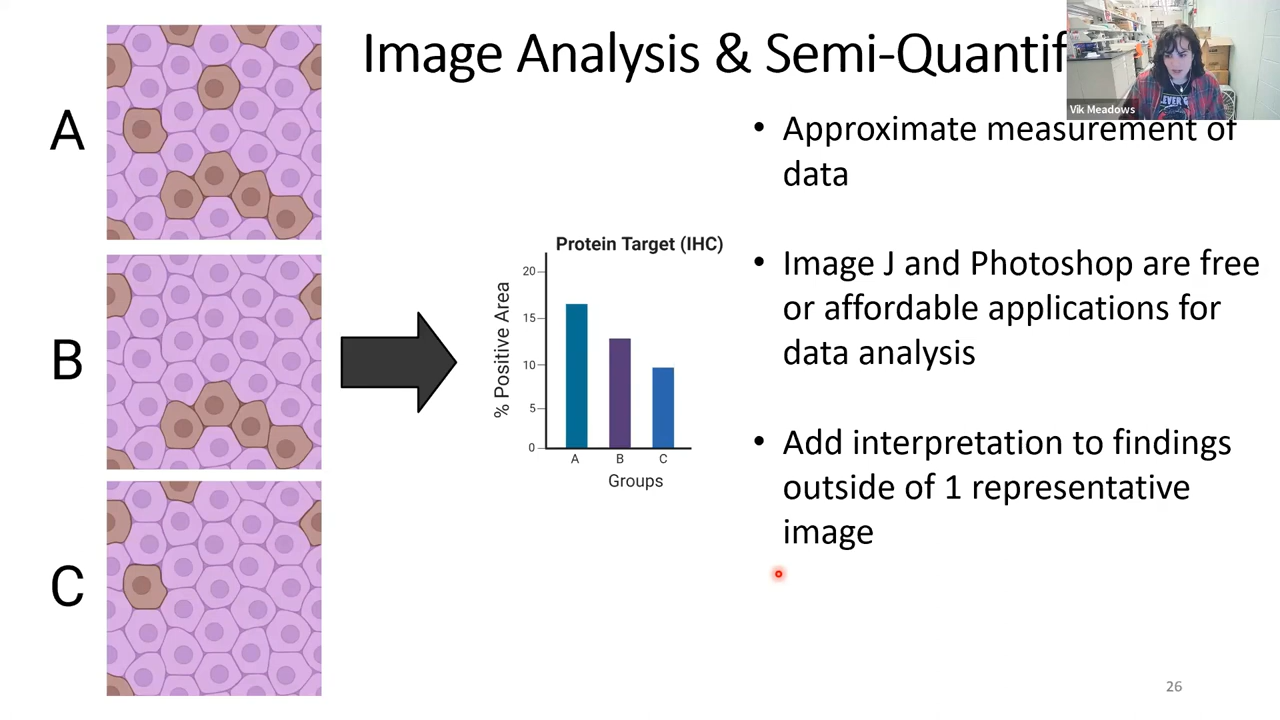 Image Analysis & Semi-Quantif
Vik Meadows
A
B
C
Protein Target (IHC)
% Positive Area
20
15
10
5
0
A B C
Groups
• Approximate measurement of
data
• Image J and Photoshop are free
or affordable applications for
data analysis
• Add interpretation to findings
outside of 1 representative
image
26